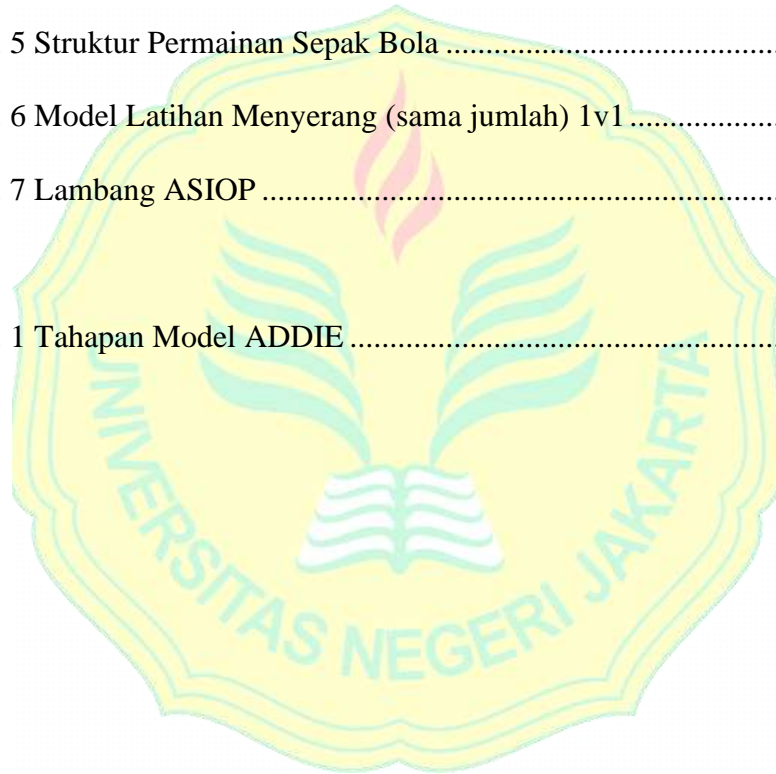 5 Struktur Permainan Sepak Bola .........................................
6 Model Latihan Menyerang (sama jumlah) 1v1 ..................
7 Lambang ASIOP ................................................................
1 Tahapan Model ADDIE .....................................................
UNIVERSITAS NEGERI JAKARTA